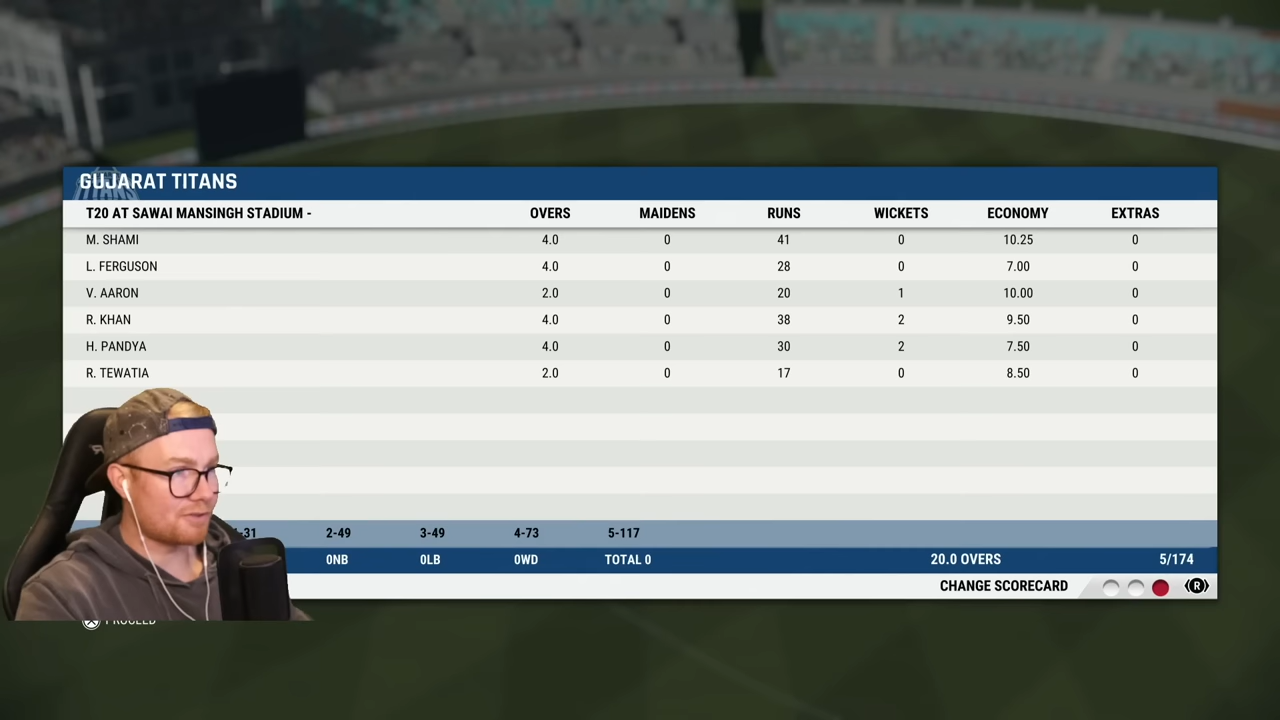 GUJARAT TITANS
T20 AT SAWAI MANSINGH STADIUM - OVERS MAIDENS RUNS WICKETS ECONOMY EXTRAS
M. SHAMI 4.0 0 41 0 10.25 0
L. FERGUSON 4.0 0 28 0 7.00 0
V. AARON 2.0 0 20 1 10.00 0
R. KHAN 4.0 0 38 2 9.50 0
H. PANDYA 4.0 0 30 2 7.50 0
R. TEWATIA 2.0 0 17 0 8.50 0
-31 2-49 3-49 4-73 5-117
0NB 0LB 0WD TOTAL 0 20.0 OVERS 5/174
CHANGE SCORECARD R
PROCEED